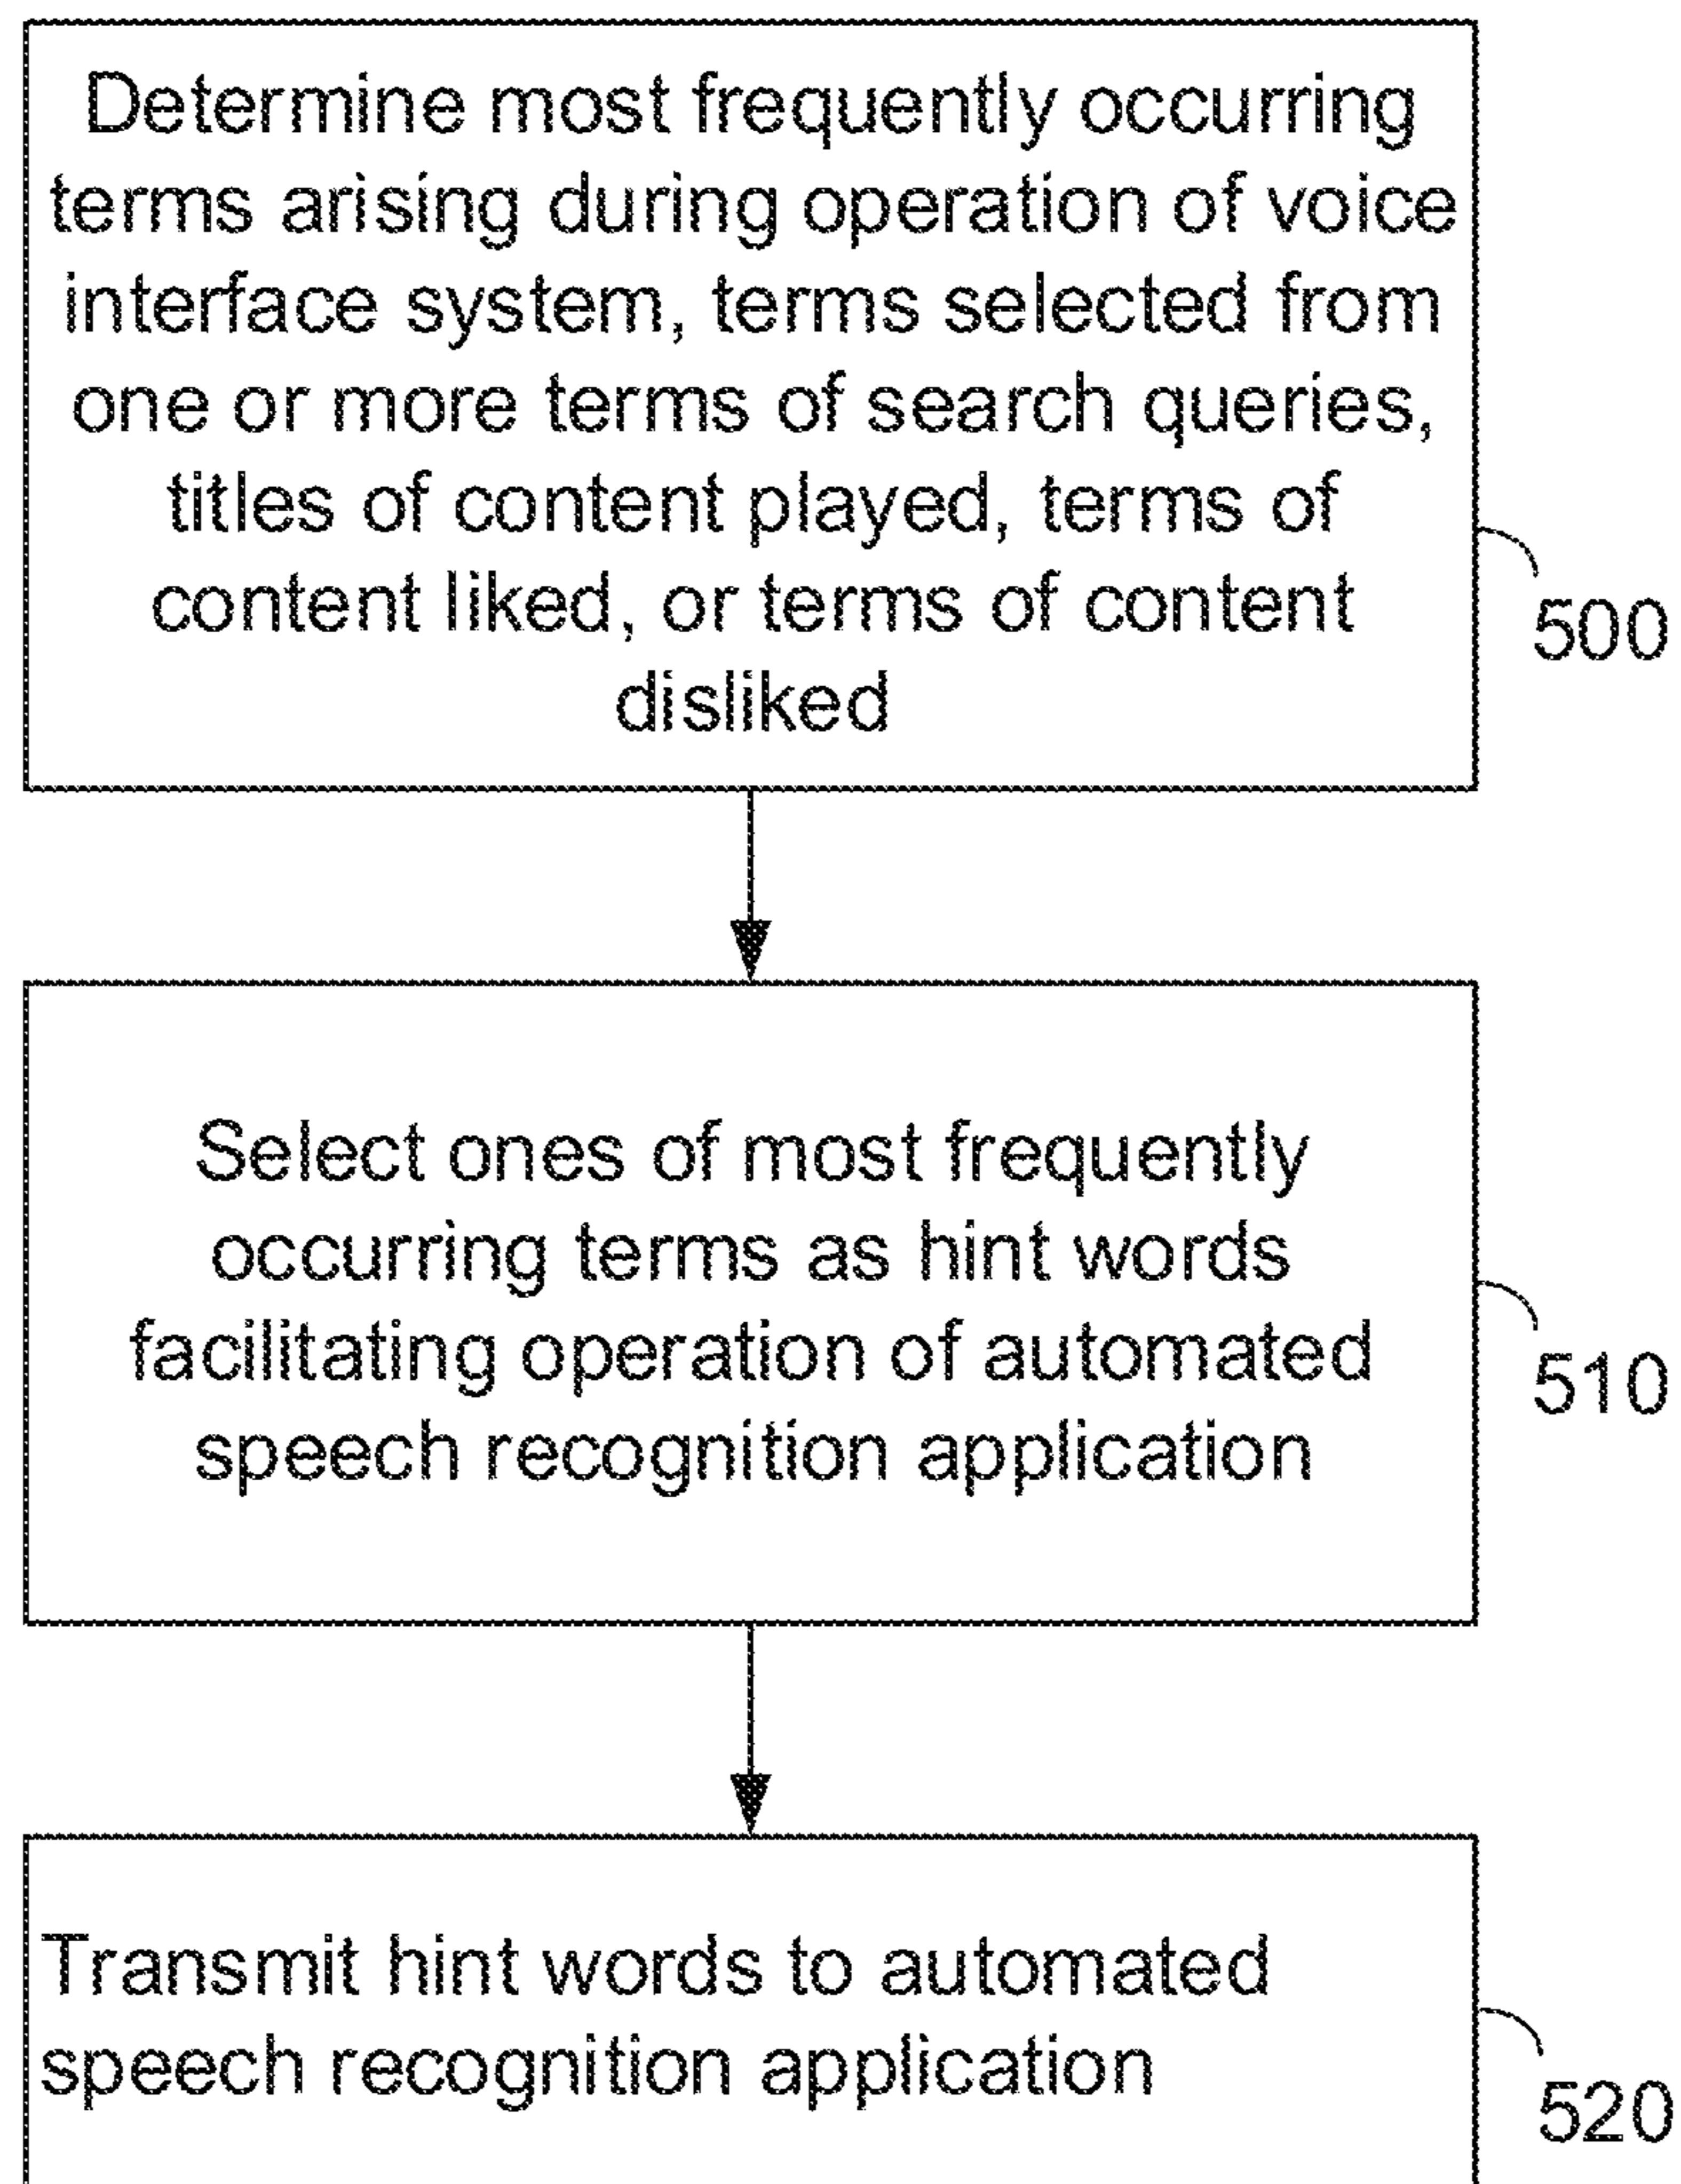 Determine most frequently occurring
terms arising during operation of voice
interface system, terms selected from
one or more terms of search queries,
titles of content played, terms of
content liked, or terms of content
disliked
500
Select ones of most frequently
occurring terms as hint words
facilitating operation of automated
speech recognition application
510
Transmit hint words to automated
speech recognition application
520